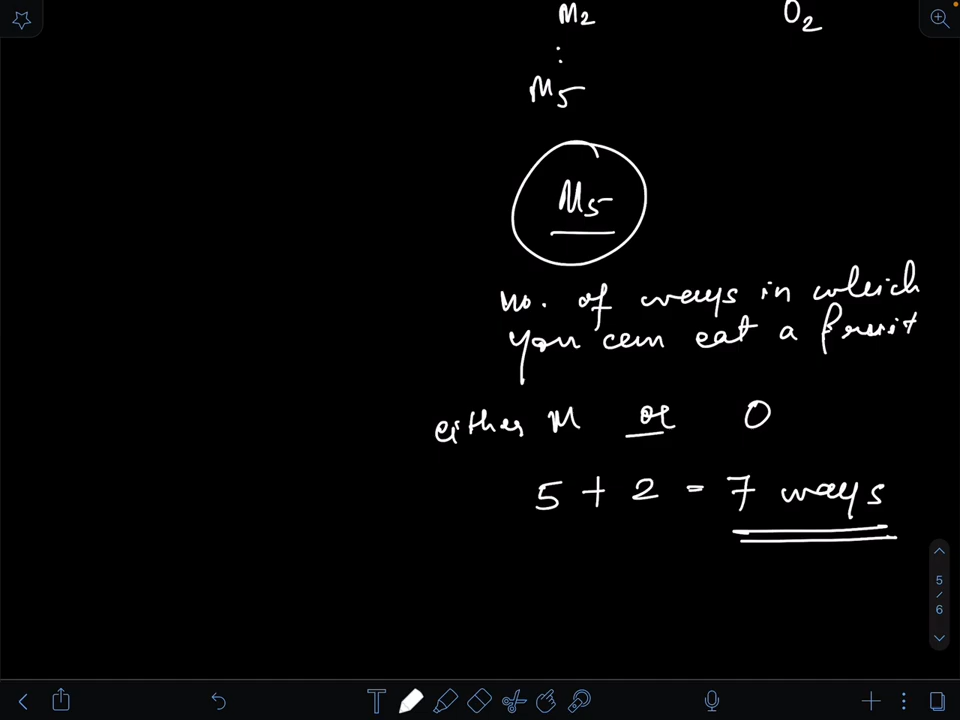 M2 O2
:
M5
M5
no. of ways in which
you can eat a fruit
either M or O
5 + 2 = 7 ways
5
/
6
T